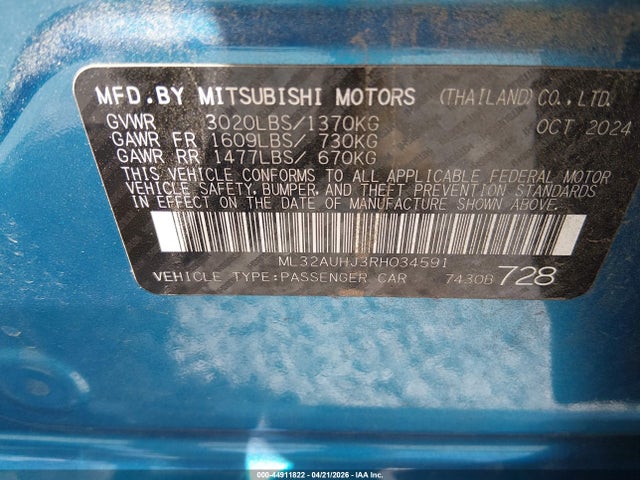 MFD.BY MITSUBISHI MOTORS (THAILAND)CO.,LTD.
GVWR 3020LBS/1370KG OCT 2024
GAWR FR 1609LBS/ 730KG
GAWR RR 1477LBS/ 670KG
THIS VEHICLE CONFORMS TO ALL APPLICABLE FEDERAL MOTOR
VEHICLE SAFETY, BUMPER, AND THEFT PREVENTION STANDARDS
IN EFFECT ON THE DATE OF MANUFACTURE SHOWN ABOVE.
ML32AUHJ3RH034591
VEHICLE TYPE:PASSENGER CAR 7430B 728
000-44911822 - 04/21/2026 - IAA Inc.